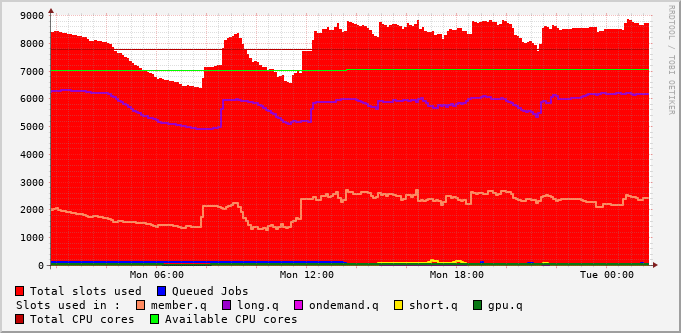 9000
8000
7000
6000
5000
4000
3000
2000
1000
0
Mon 06:00 Mon 12:00 Mon 18:00 Tue 00:00
RRDTOOL / TOBI OETIKER
Total slots used Queued Jobs
Slots used in : member.q long.q ondemand.q short.q gpu.q
Total CPU cores Available CPU cores